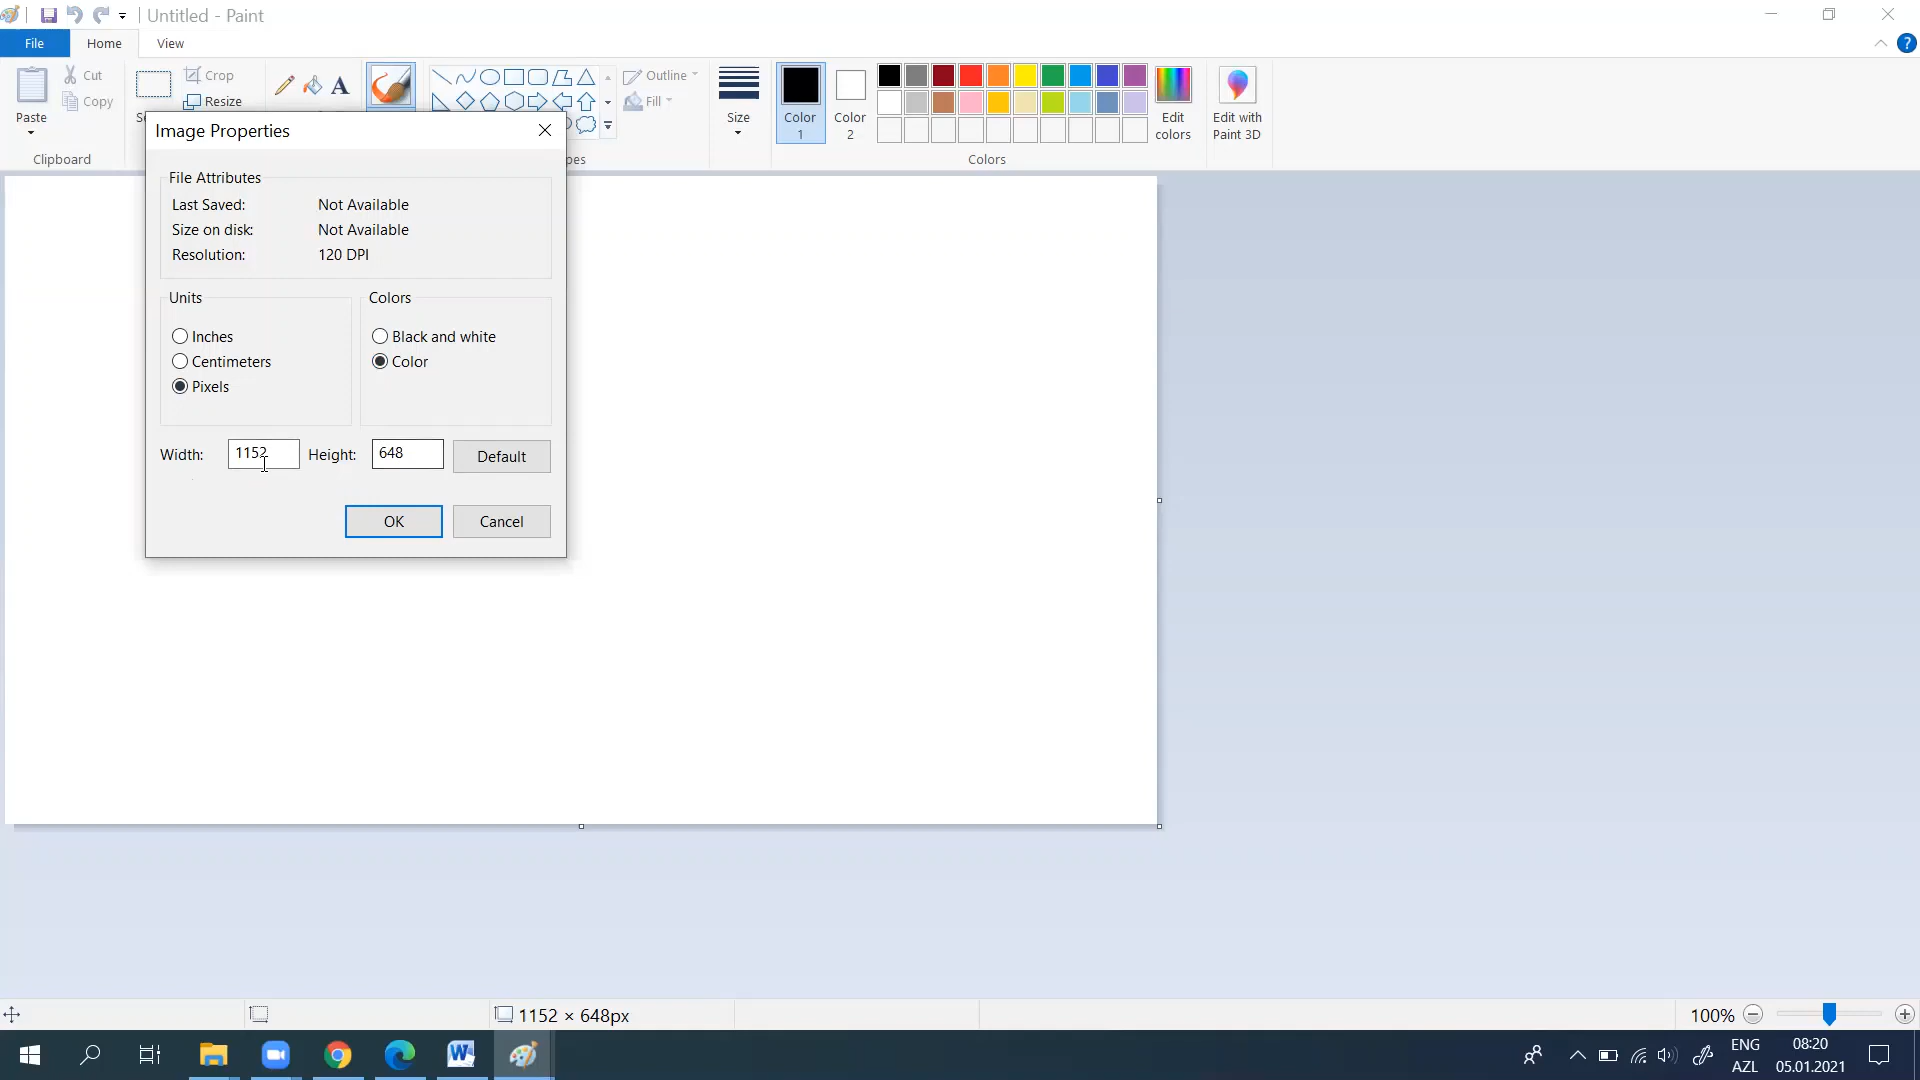 Untitled - Paint
File Home View
Paste
Cut
Copy
Clipboard
Crop
Resize
A
Outline
Fill
Size
Color 1
Color 2
Edit colors
Edit with Paint 3D
Colors
Image Properties
File Attributes
Last Saved: Not Available
Size on disk: Not Available
Resolution: 120 DPI
Units
Inches
Centimeters
Pixels
Colors
Black and white
Color
Width: 1152 Height: 648 Default
OK Cancel
1152 × 648px
100%
ENG 08:20
AZL 05.01.2021